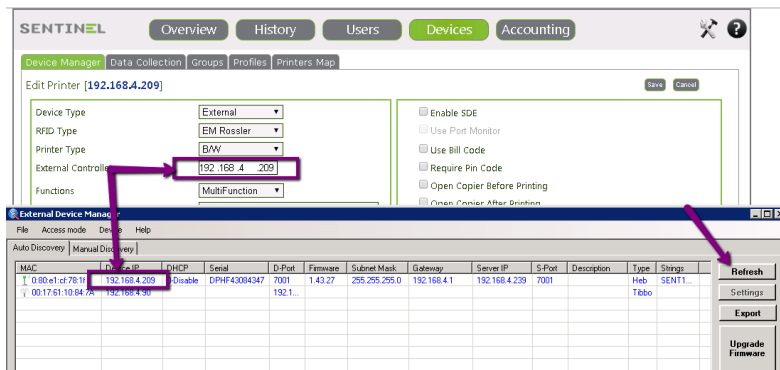 SENTINEL Overview History Users Devices Accounting
Device Manager Data Collection Groups Profiles Printers Map
Edit Printer [192.168.4.209] Save Cancel
Device Type External Enable SDE
RFID Type EM Rossler Use Port Monitor
Printer Type B/W Use Bill Code
External Controller 192 .168 .4 .209 Require Pin Code
Functions MultiFunction Open Copier Before Printing
Open Copier After Printing
External Device Manager
File Access mode Device Help
Auto Discovery Manual Discovery
MAC Device IP DHCP Serial D-Port Firmware Subnet Mask Gateway Server IP S-Port Description Type Strings Refresh
0:80:e1:cf:78:1f 192.168.4.209 0-Disable DPHF43084347 7001 1.43.27 255.255.255.0 192.168.4.1 192.168.4.239 7001 Heb SENT1...
00:17:61:10:84:7A 192.168.4.90 192.1... Tibbo Settings
Export
Upgrade
Firmware